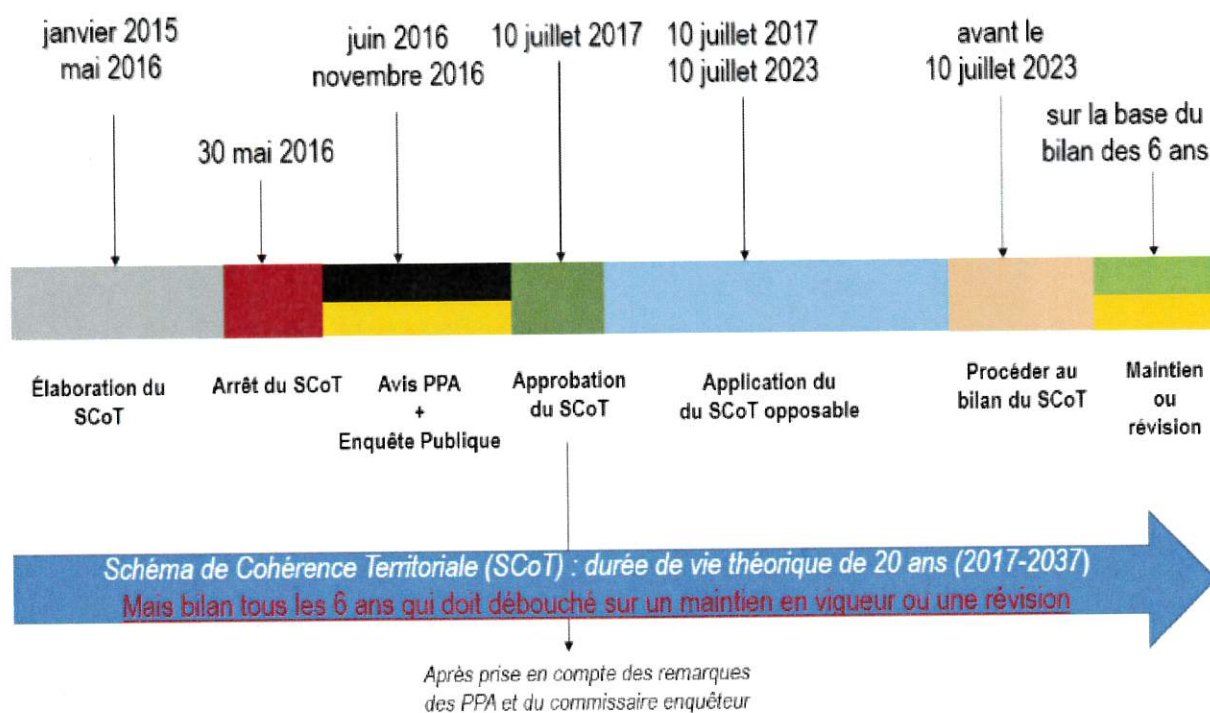 janvier 2015
mai 2016
30 mai 2016
juin 2016
novembre 2016
10 juillet 2017
10 juillet 2017
10 juillet 2023
avant le
10 juillet 2023
sur la base du
bilan des 6 ans
Élaboration du
SCoT
Arrêt du SCoT
Avis PPA
+
Enquête Publique
Approbation
du SCoT
Application du
du SCoT opposable
Procéder au
bilan du SCoT
Maintien
ou
révision
Schéma de Cohérence Territoriale (SCoT) : durée de vie théorique de 20 ans (2017-2037)
Mais bilan tous les 6 ans qui doit débouché sur un maintien en vigueur ou une révision
Après prise en compte des remarques
des PPA et du commissaire enquêteur